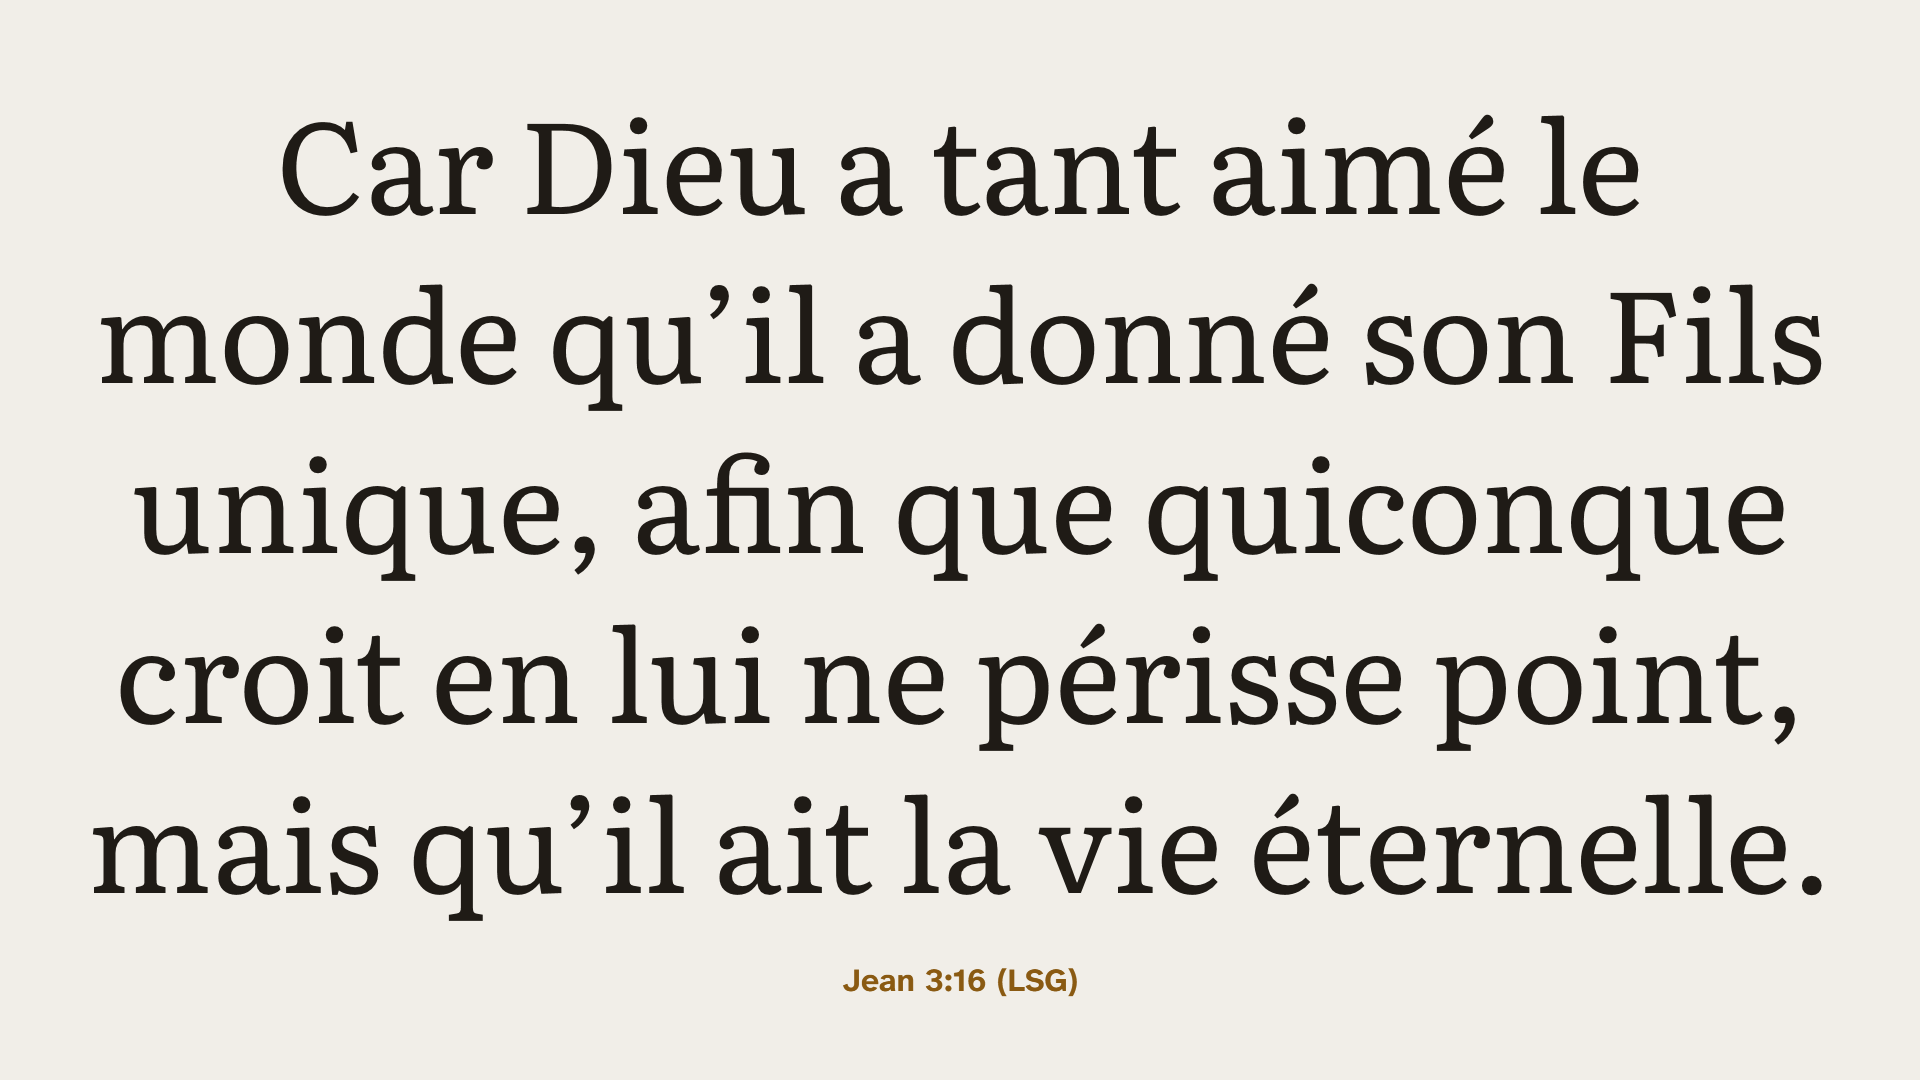 Car Dieu a tant aimé le
monde qu’il a donné son Fils
unique, afin que quiconque
croit en lui ne périsse point,
mais qu’il ait la vie éternelle.
Jean 3:16 (LSG)